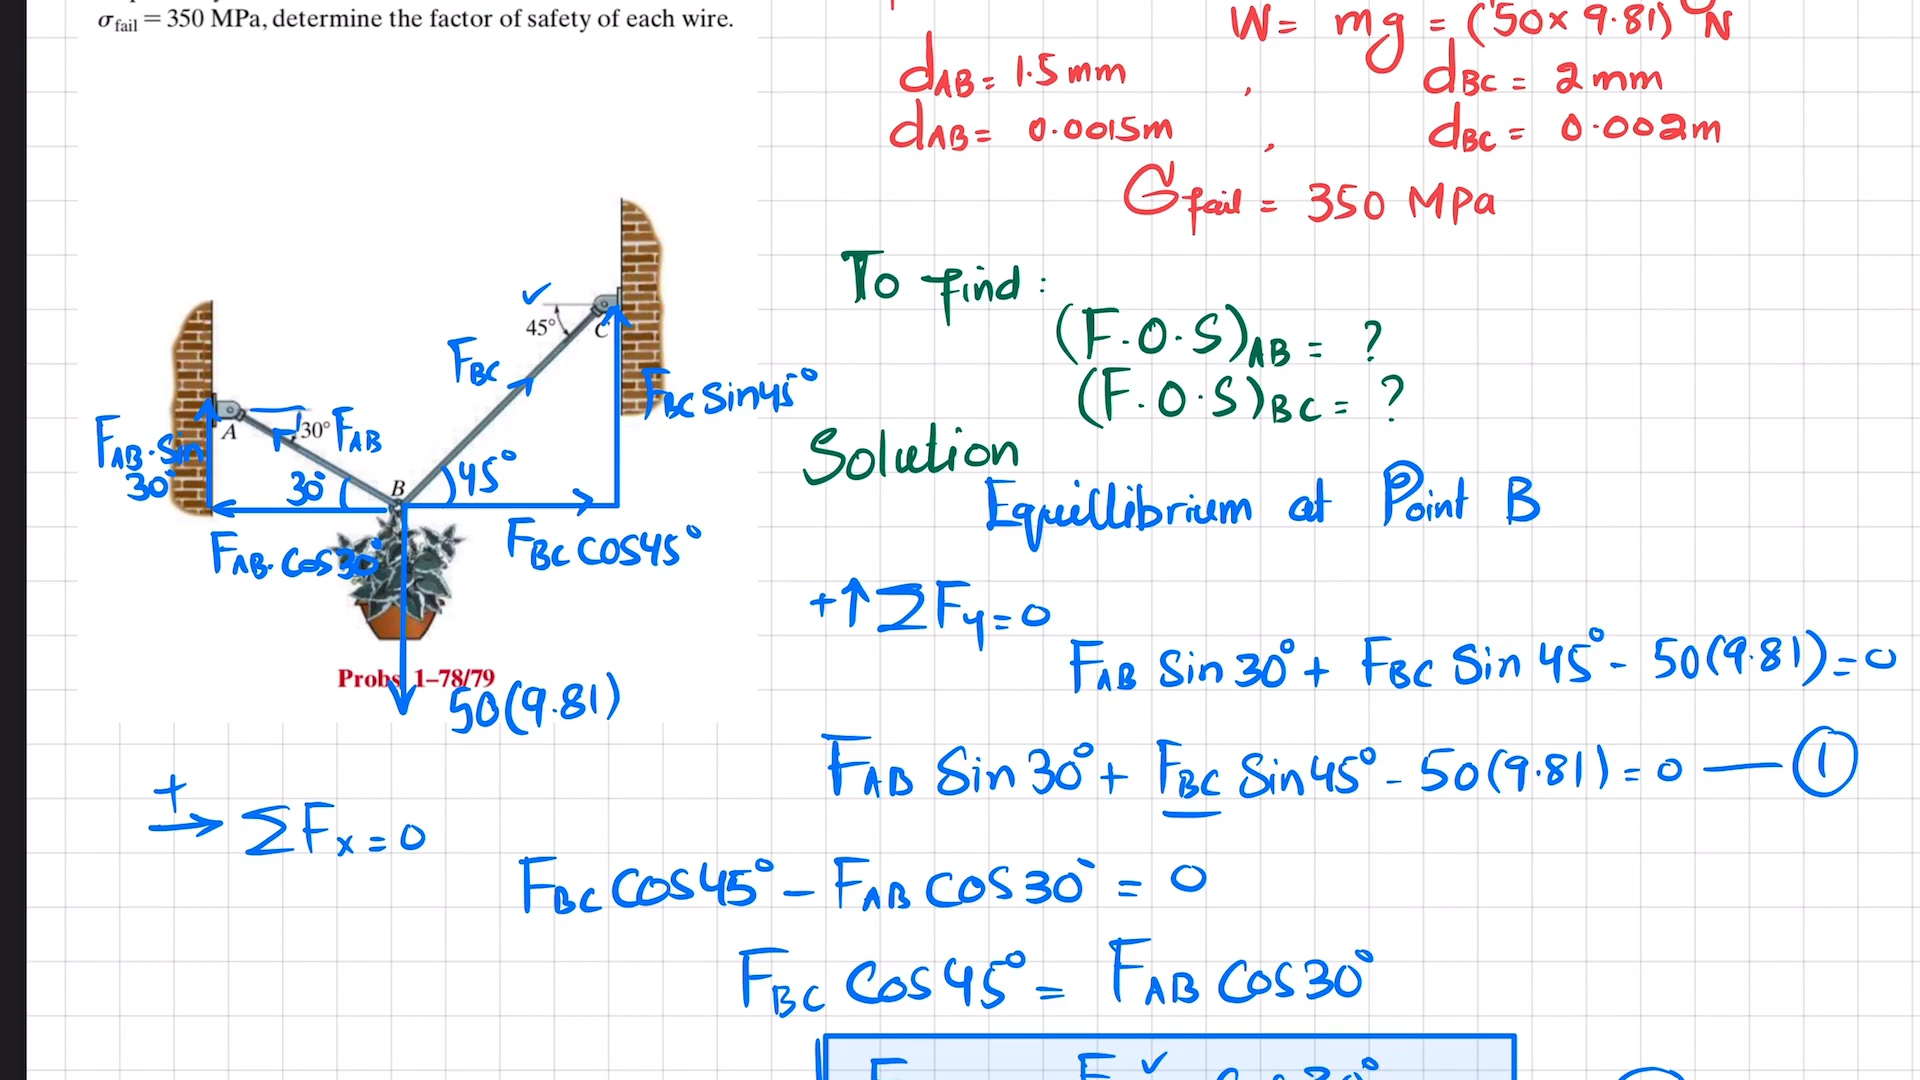 σfail = 350 MPa, determine the factor of safety of each wire.
W = mg = (50 × 9.81) N
dAB = 1.5 mm , dBC = 2 mm
dAB = 0.0015m , dBC = 0.002m
σfail = 350 MPa
To find :
(F.O.S)AB = ?
(F.O.S)BC = ?
Solution
Equillibrium at Point B
45°
C
FBC
FBC Sin45°
A
30°
FAB
FAB.Sin
30°
30°
B
45°
FAB.Cos30°
FBC COS45°
Probs. 1–78/79
50(9.81)
+↑ΣFy=0
FAB Sin 30° + FBC Sin 45° - 50(9.81)=0
FAB Sin 30° + FBC Sin45° - 50(9.81)=0 — 1
+
→ ΣFx=0
FBC COS45° - FAB COS30° = 0
FBC COS45° = FAB COS30°